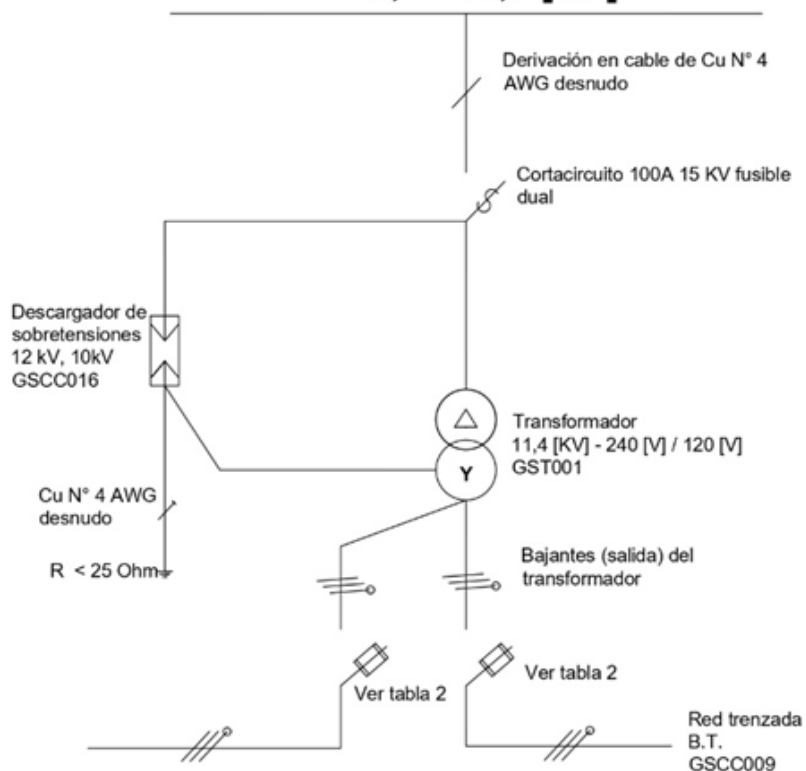 Derivación en cable de Cu N° 4
AWG desnudo
Cortacircuito 100A 15 KV fusible
dual
Descargador de
sobretensiones
12 kV, 10kV
GSCC016
Transformador
11,4 [KV] - 240 [V] / 120 [V]
GST001
Y
Cu N° 4 AWG
desnudo
R < 25 Ohm
Bajantes (salida) del
transformador
Ver tabla 2
Ver tabla 2
Red trenzada
B.T.
GSCC009